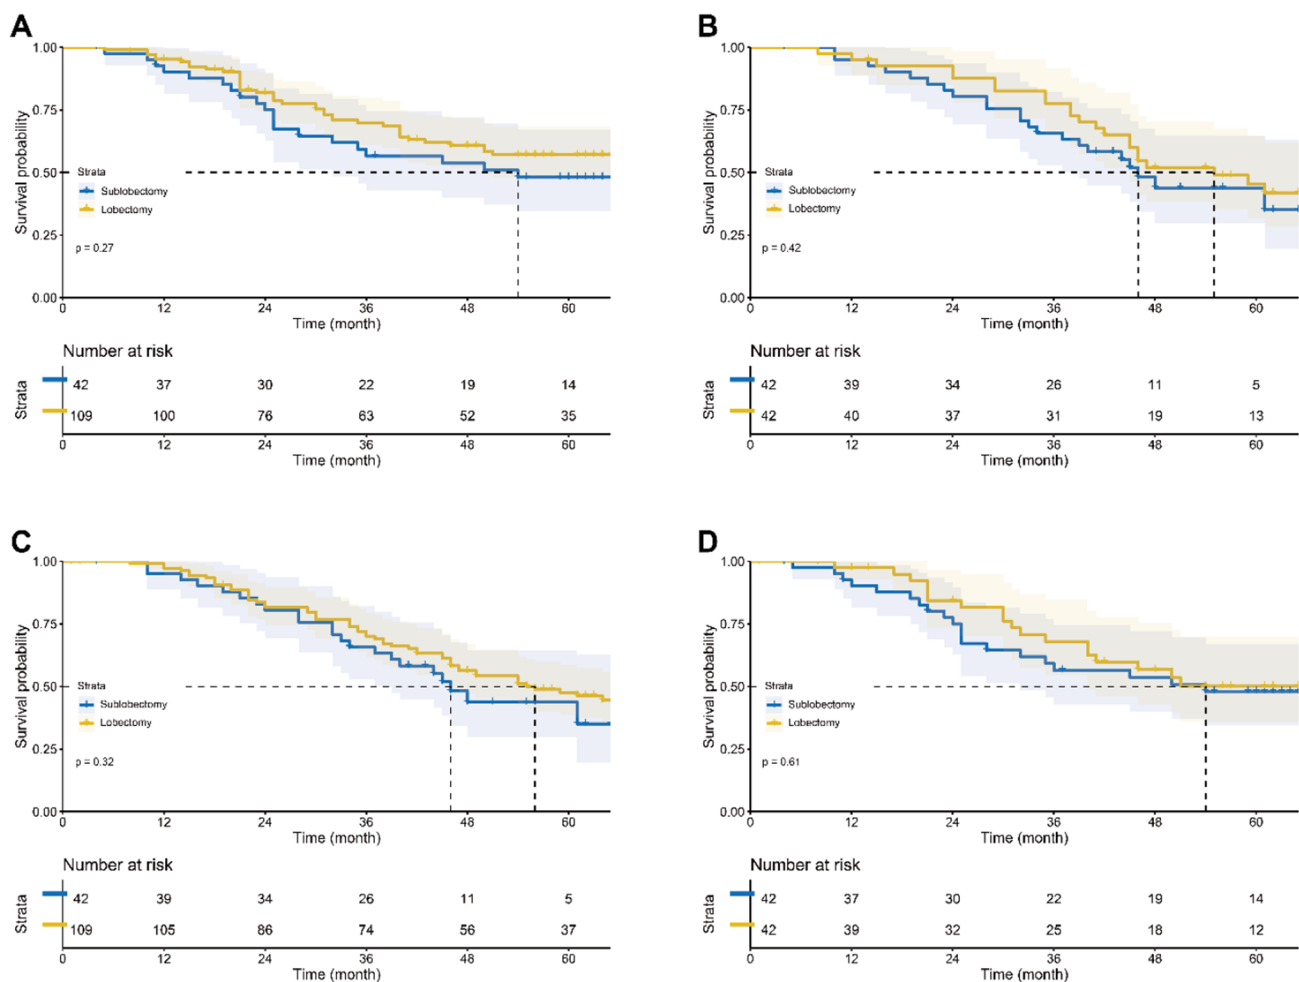 A
1.00
0.75
0.50
0.25
0.00
Survival probability
Strata
Sublobectomy
Lobectomy
p = 0.27
0 12 24 36 48 60
Time (month)
Number at risk
Strata
42 37 30 22 19 14
109 100 76 63 52 35
0 12 24 36 48 60
Time (month)
B
1.00
0.75
0.50
0.25
0.00
Survival probability
Strata
Sublobectomy
Lobectomy
p = 0.42
0 12 24 36 48 60
Time (month)
Number at risk
Strata
42 39 34 26 11 5
42 40 37 31 19 13
0 12 24 36 48 60
Time (month)
C
1.00
0.75
0.50
0.25
0.00
Survival probability
Strata
Sublobectomy
Lobectomy
p = 0.32
0 12 24 36 48 60
Time (month)
Number at risk
Strata
42 39 34 26 11 5
109 105 86 74 56 37
0 12 24 36 48 60
Time (month)
D
1.00
0.75
0.50
0.25
0.00
Survival probability
Strata
Sublobectomy
Lobectomy
p = 0.61
0 12 24 36 48 60
Time (month)
Number at risk
Strata
42 37 30 22 19 14
42 39 32 25 18 12
0 12 24 36 48 60
Time (month)